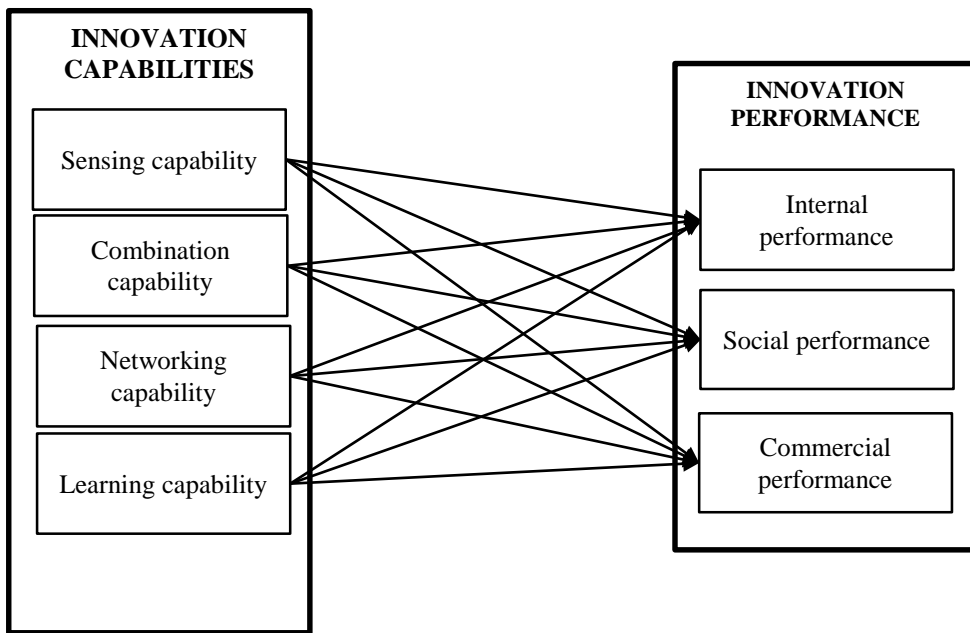 INNOVATION
CAPABILITIES
Sensing capability
Combination
capability
Networking
capability
Learning capability
INNOVATION
PERFORMANCE
Internal
performance
Social performance
Commercial
performance